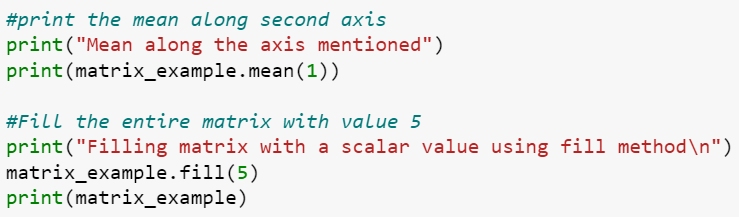 #print the mean along second axis
print("Mean along the axis mentioned")
print(matrix_example.mean(1))
#Fill the entire matrix with value 5
print("Filling matrix with a scalar value using fill method\n")
matrix_example.fill(5)
print(matrix_example)